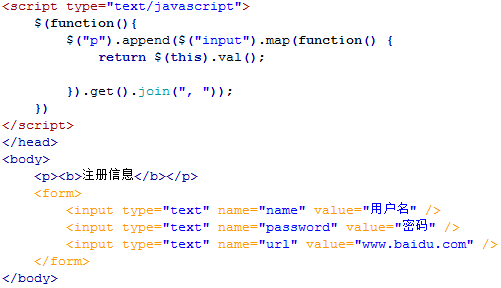 <script type="text/javascript">
    $(function(){
        $("p").append($("input").map(function() {
            return $(this).val();

        }).get().join(", "));
    })
</script>
</head>
<body>
    <p><b>注册信息</b></p>
    <form>
        <input type="text" name="name" value="用户名" />
        <input type="text" name="password" value="密码" />
        <input type="text" name="url" value="www.baidu.com" />
    </form>
</body>